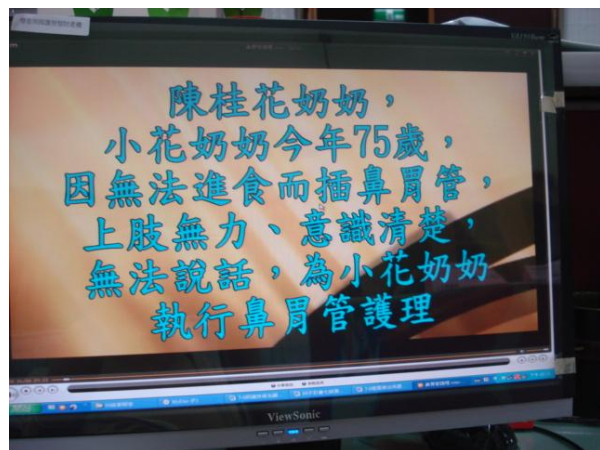 陳桂花奶奶，
小花奶奶今年75歲，
因無法進食而插鼻胃管，
上肢無力、意識清楚，
無法說話，為小花奶奶
執行鼻胃管護理
ViewSonic